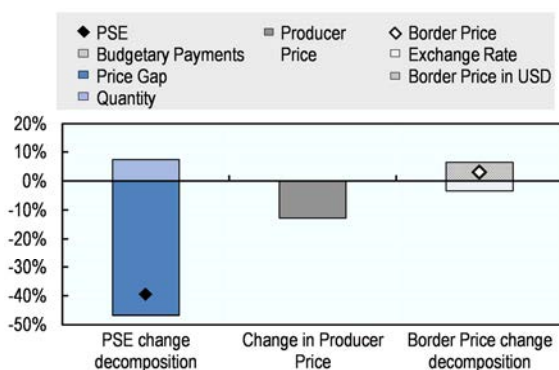 PSE
Budgetary Payments
Price Gap
Quantity
Producer
Price
Border Price
Exchange Rate
Border Price in USD
20%
10%
0%
-10%
-20%
-30%
-40%
-50%
PSE change
decomposition
Change in Producer
Price
Border Price change
decomposition